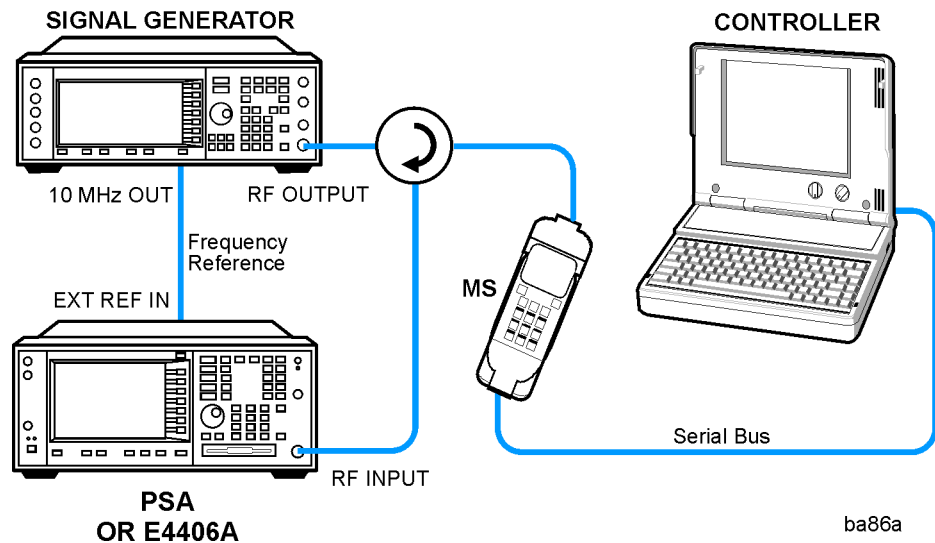 SIGNAL GENERATOR
CONTROLLER
10 MHz OUT
RF OUTPUT
Frequency
Reference
MS
EXT REF IN
Serial Bus
RF INPUT
PSA
OR E4406A
ba86a